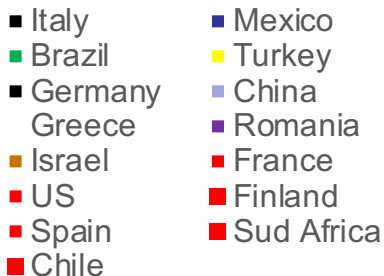 Italy
Brazil
Germany
Greece
Israel
US
Spain
Chile
Mexico
Turkey
China
Romania
France
Finland
Sud Africa